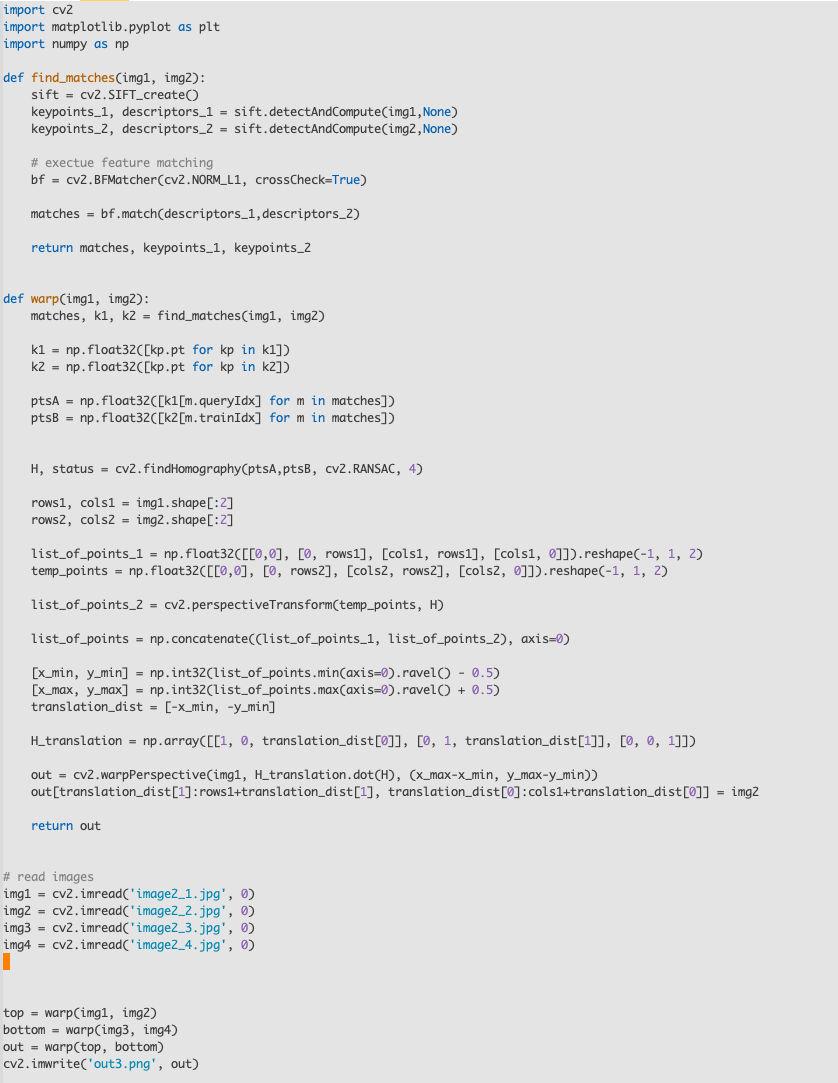 import cv2
import matplotlib.pyplot as plt
import numpy as np

def find_matches(img1, img2):
    sift = cv2.SIFT_create()
    keypoints_1, descriptors_1 = sift.detectAndCompute(img1,None)
    keypoints_2, descriptors_2 = sift.detectAndCompute(img2,None)

    # exectue feature matching
    bf = cv2.BFMatcher(cv2.NORM_L1, crossCheck=True)

    matches = bf.match(descriptors_1,descriptors_2)

    return matches, keypoints_1, keypoints_2


def warp(img1, img2):
    matches, k1, k2 = find_matches(img1, img2)

    k1 = np.float32([kp.pt for kp in k1])
    k2 = np.float32([kp.pt for kp in k2])

    ptsA = np.float32([k1[m.queryIdx] for m in matches])
    ptsB = np.float32([k2[m.trainIdx] for m in matches])


    H, status = cv2.findHomography(ptsA,ptsB, cv2.RANSAC, 4)

    rows1, cols1 = img1.shape[:2]
    rows2, cols2 = img2.shape[:2]

    list_of_points_1 = np.float32([[0,0], [0, rows1], [cols1, rows1], [cols1, 0]]).reshape(-1, 1, 2)
    temp_points = np.float32([[0,0], [0, rows2], [cols2, rows2], [cols2, 0]]).reshape(-1, 1, 2)

    list_of_points_2 = cv2.perspectiveTransform(temp_points, H)

    list_of_points = np.concatenate((list_of_points_1, list_of_points_2), axis=0)

    [x_min, y_min] = np.int32(list_of_points.min(axis=0).ravel() - 0.5)
    [x_max, y_max] = np.int32(list_of_points.max(axis=0).ravel() + 0.5)
    translation_dist = [-x_min, -y_min]

    H_translation = np.array([[1, 0, translation_dist[0]], [0, 1, translation_dist[1]], [0, 0, 1]])

    out = cv2.warpPerspective(img1, H_translation.dot(H), (x_max-x_min, y_max-y_min))
    out[translation_dist[1]:rows1+translation_dist[1], translation_dist[0]:cols1+translation_dist[0]] = img2

    return out


# read images
img1 = cv2.imread('image2_1.jpg', 0)
img2 = cv2.imread('image2_2.jpg', 0)
img3 = cv2.imread('image2_3.jpg', 0)
img4 = cv2.imread('image2_4.jpg', 0)



top = warp(img1, img2)
bottom = warp(img3, img4)
out = warp(top, bottom)
cv2.imwrite('out3.png', out)